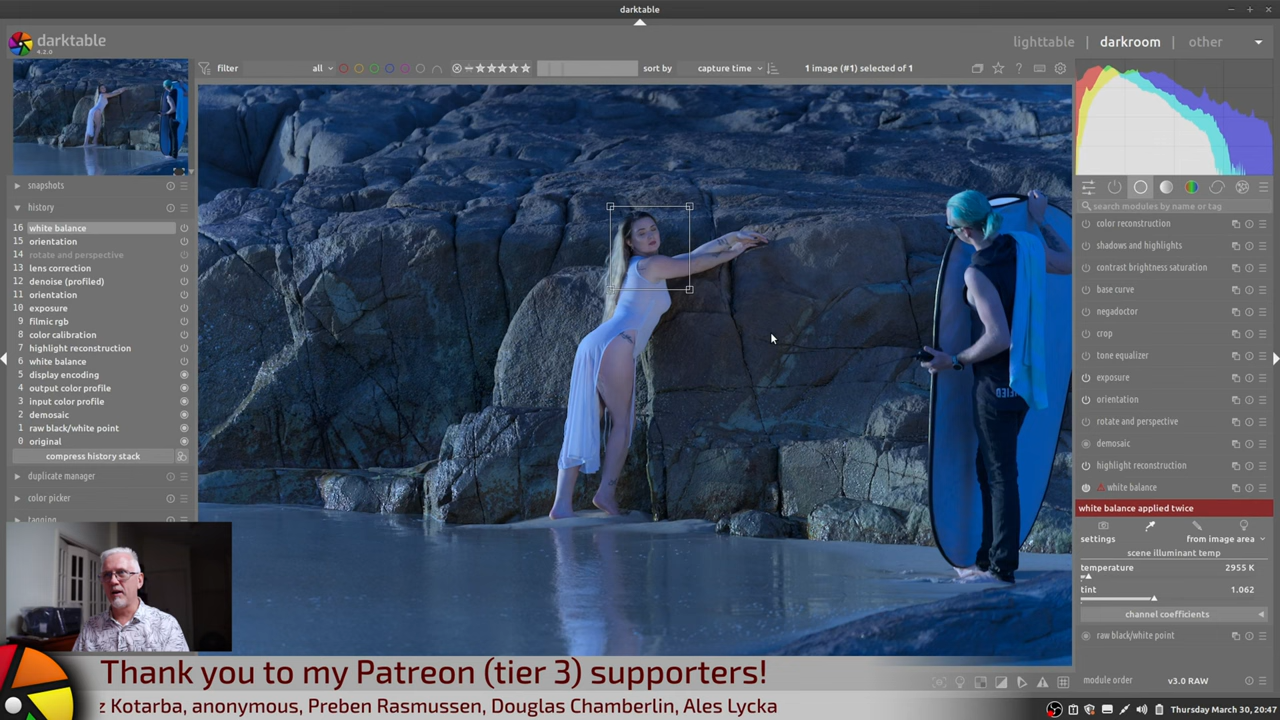 darktable
darktable
4.2.0
lighttable | darkroom | other
filter
all
sort by
capture time
1 image (#1) selected of 1
snapshots
history
16 white balance
15 orientation
14 rotate and perspective
13 lens correction
12 denoise (profiled)
11 orientation
10 exposure
9 filmic rgb
8 color calibration
7 highlight reconstruction
6 white balance
5 display encoding
4 output color profile
3 input color profile
2 demosaic
1 raw black/white point
0 original
compress history stack
duplicate manager
color picker
tagging
search modules by name or tag
color reconstruction
shadows and highlights
contrast brightness saturation
base curve
negadoctor
crop
tone equalizer
exposure
orientation
rotate and perspective
demosaic
highlight reconstruction
white balance
white balance applied twice
settings
from image area
scene illuminant temp
temperature
2955 K
tint
1.062
channel coefficients
raw black/white point
module order
v3.0 RAW
Thank you to my Patreon (tier 3) supporters!
z Kotarba, anonymous, Preben Rasmussen, Douglas Chamberlin, Ales Lycka
Thursday March 30, 20:47